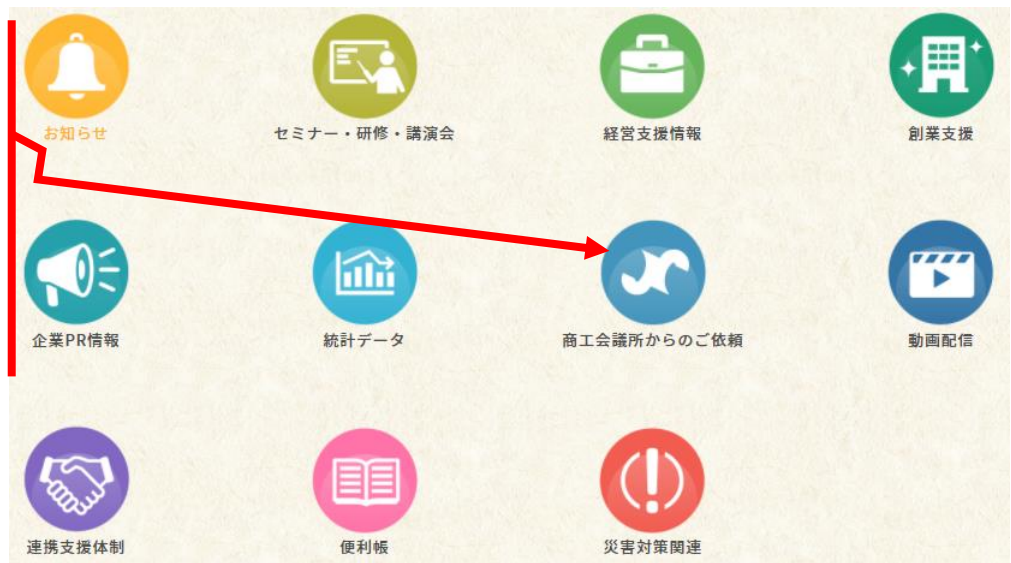 お知らせ
セミナー・研修・講演会
経営支援情報
創業支援
企業PR情報
統計データ
商工会議所からのご依頼
動画配信
連携支援体制
便利帳
災害対策関連